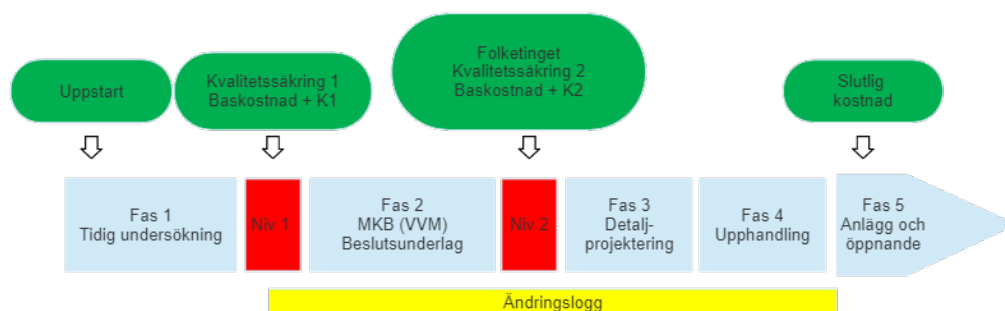 Uppstart
Kvalitetssäkring 1
Baskostnad + K1
Folketinget
Kvalitetssäkring 2
Baskostnad + K2
Slutlig
kostnad
Fas 1
Tidig undersökning
Niv 1
Fas 2
MKB (VVM)
Beslutsunderlag
Niv 2
Fas 3
Detalj-
projektering
Fas 4
Upphandling
Fas 5
Anlägg och
öppnande
Ändringslogg